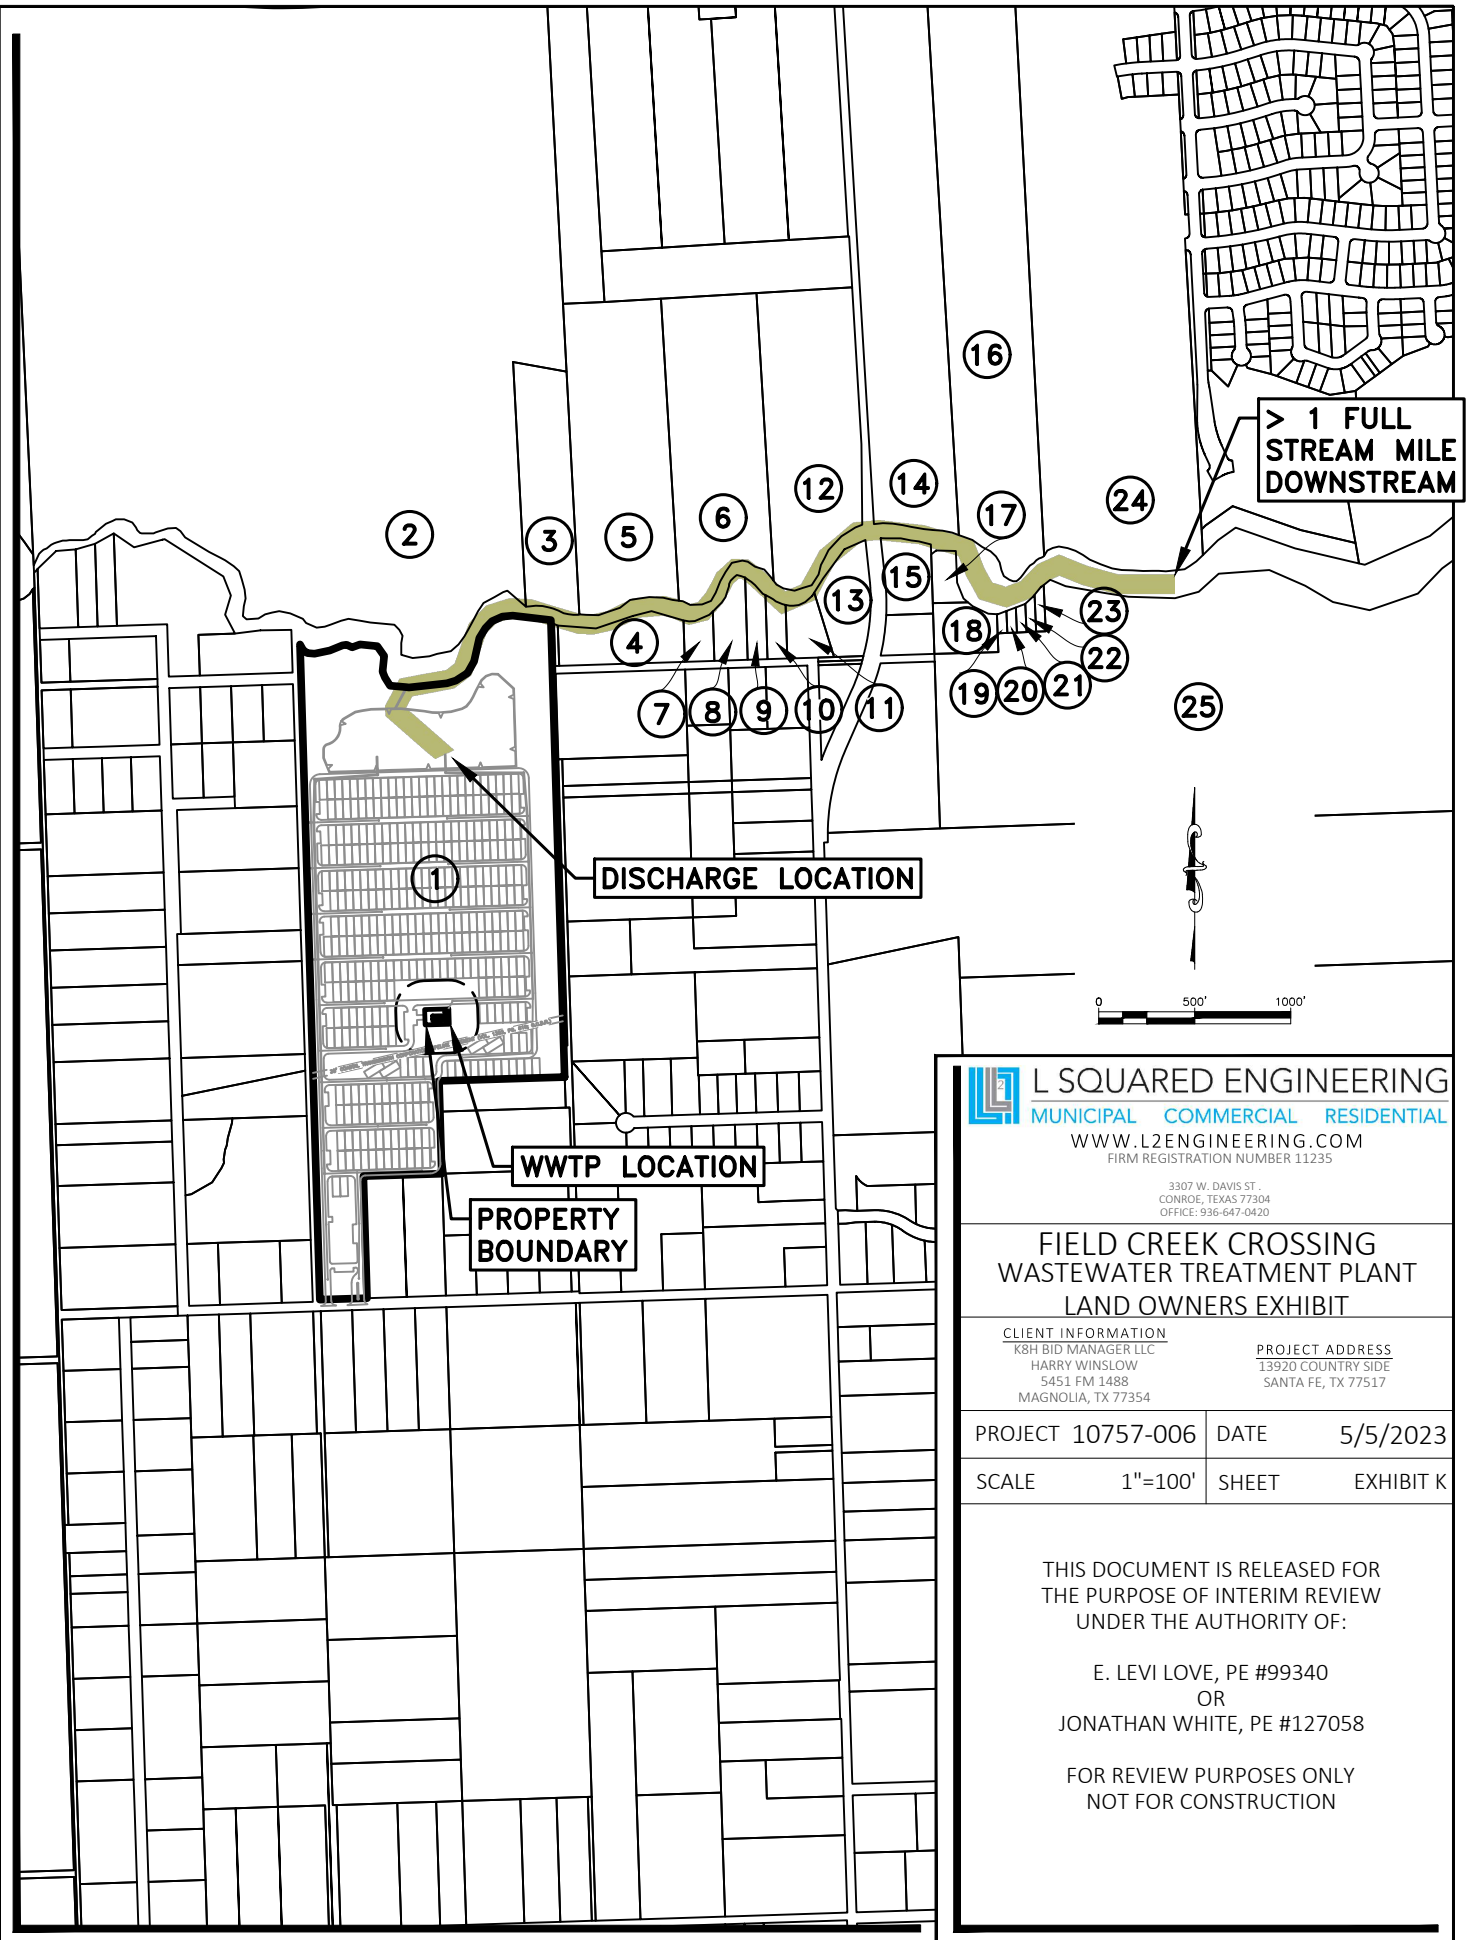 16
> 1 FULL
STREAM MILE
DOWNSTREAM
2
3
5
6
12
14
17
24
4
13
15
18
23
22
7
8
9
10
11
19
20
21
25
DISCHARGE LOCATION
1
0 500' 1000'
WWTP LOCATION
PROPERTY
BOUNDARY
L SQUARED ENGINEERING
MUNICIPAL COMMERCIAL RESIDENTIAL
WWW.L2ENGINEERING.COM
FIRM REGISTRATION NUMBER 11235
3307 W. DAVIS ST.
CONROE, TEXAS 77304
OFFICE: 936-647-0420
FIELD CREEK CROSSING
WASTEWATER TREATMENT PLANT
LAND OWNERS EXHIBIT
CLIENT INFORMATION
K8H BID MANAGER LLC
HARRY WINSLOW
5451 FM 1488
MAGNOLIA, TX 77354
PROJECT ADDRESS
13920 COUNTRY SIDE
SANTA FE, TX 77517
PROJECT 10757-006 DATE 5/5/2023
SCALE 1"=100' SHEET EXHIBIT K
THIS DOCUMENT IS RELEASED FOR
THE PURPOSE OF INTERIM REVIEW
UNDER THE AUTHORITY OF:
E. LEVI LOVE, PE #99340
OR
JONATHAN WHITE, PE #127058
FOR REVIEW PURPOSES ONLY
NOT FOR CONSTRUCTION